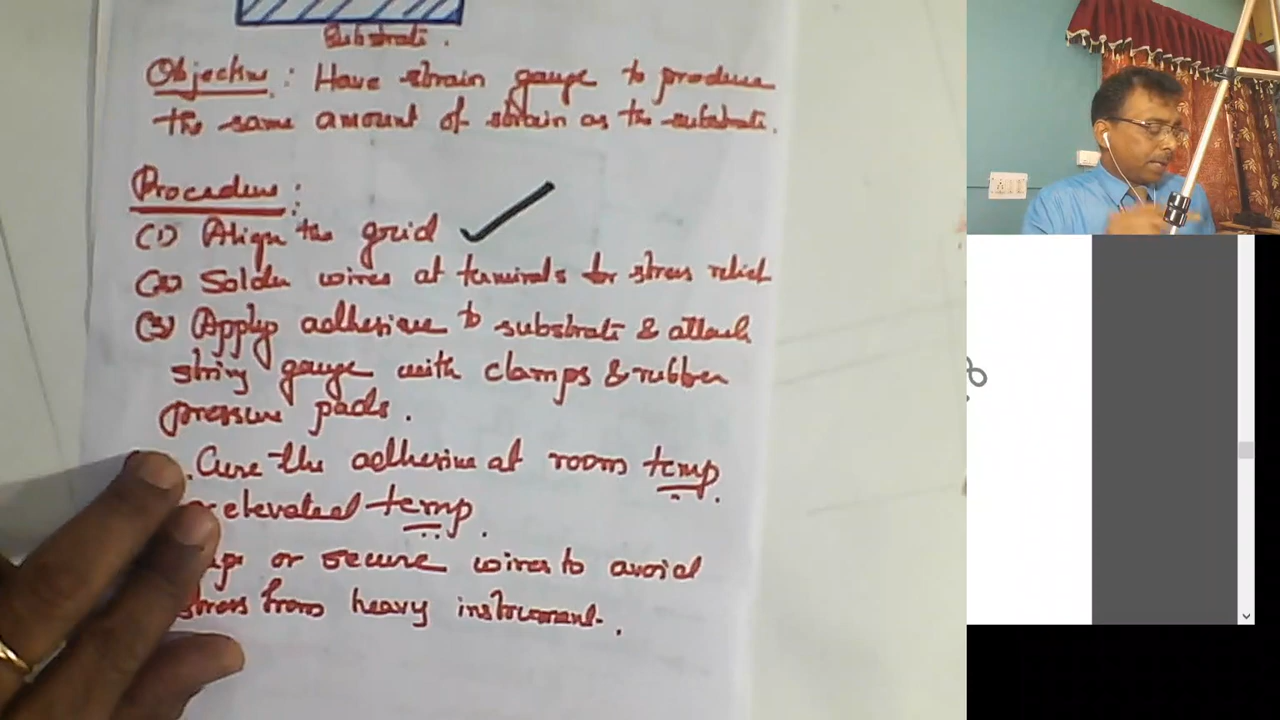 Substrate.
Objective: Have strain gauge to produce
the same amount of strain as the substrate.
Procedure:
(1) Align the grid
(2) Solder wires at terminals for stress relief
(3) Apply adhesive to substrate & attach
string gauge with clamps & rubber
pressure pads.
Cure the adhesive at room temp
elevated temp.
or secure wires to avoid
stress from heavy instrument.